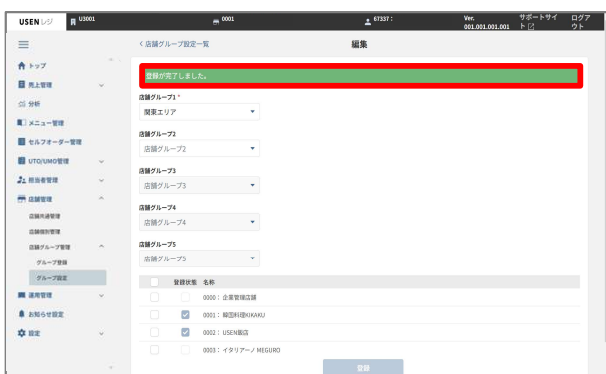 USEN レジ
U3001
0001
67337 :
Ver.
001.001.001.001
サポートサイト
ログアウト
< 店舗グループ設定一覧
編集
トップ
売上管理
分析
メニュー管理
セルフオーダー管理
UTO/UMO管理
担当者管理
店舗管理
店舗共通管理
店舗個別管理
店舗グループ管理
グループ登録
グループ設定
運用管理
お知らせ設定
設定
登録が完了しました。
店舗グループ1 *
関東エリア
店舗グループ2
店舗グループ2
店舗グループ3
店舗グループ3
店舗グループ4
店舗グループ4
店舗グループ5
店舗グループ5
登録状態 名称
0000 : 企業管理店舗
0001 : 韓国料理KIKAKU
0002 : USEN飯店
0003 : イタリアーノ MEGURO
登録